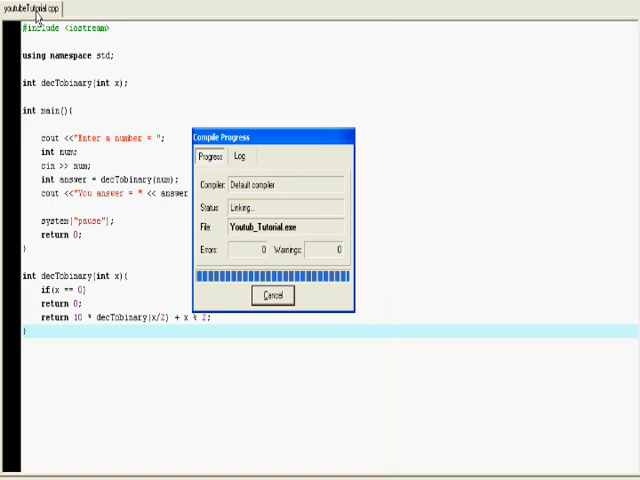 youtubeTutorial.cpp
#include <iostream>
using namespace std;
int decTobinary(int x);
int main(){
cout <<"Enter a number = ";
int num;
cin >> num;
int answer = decTobinary(num);
cout <<"You answer = " << answer
system("pause");
return 0;
}
int decTobinary(int x){
if(x == 0)
return 0;
return 10 * decTobinary(x/2) + x % 2;
}
Compile Progress
Progress Log
Compiler: Default compiler
Status: Linking...
File: Youtub_Tutorial.exe
Errors: 0 Warnings: 0
Cancel